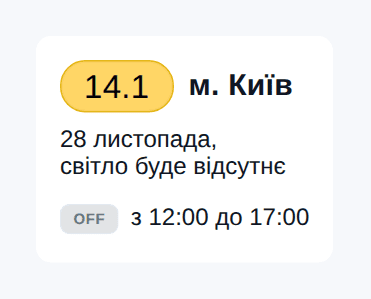 14.1 м. Київ
28 листопада,
світло буде відсутнє
OFF з 12:00 до 17:00